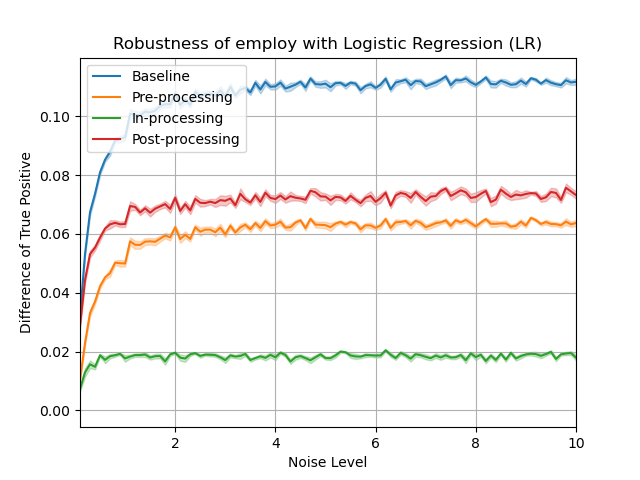 Robustness of employ with Logistic Regression (LR)
Baseline
Pre-processing
In-processing
Post-processing
Difference of True Positive
0.10
0.08
0.06
0.04
0.02
0.00
2
4
6
8
10
Noise Level